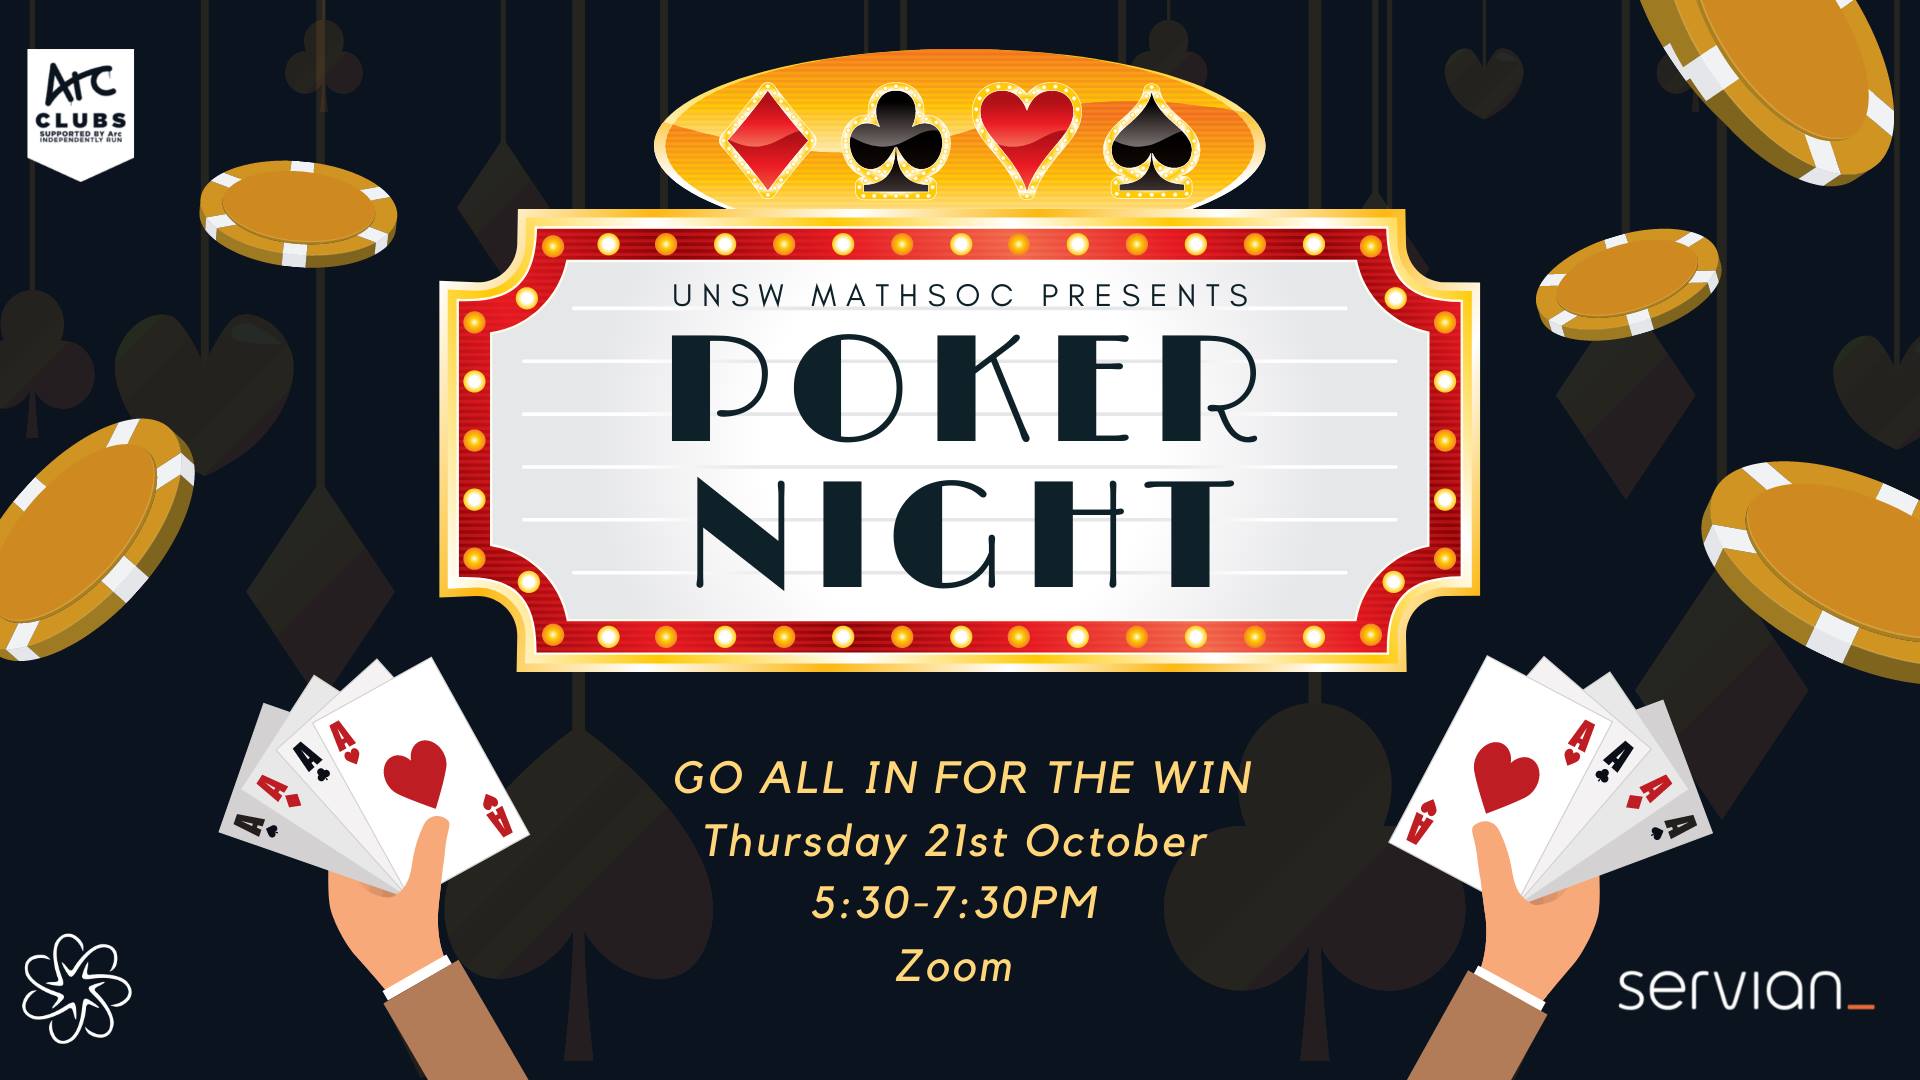 Arc
CLUBS
SUPPORTED BY Arc
INDEPENDENTLY RUN
UNSW MATHSOC PRESENTS
POKER
NIGHT
A
A
A
A
A
A
A
A
A
A
GO ALL IN FOR THE WIN
Thursday 21st October
5:30-7:30PM
Zoom
servian_